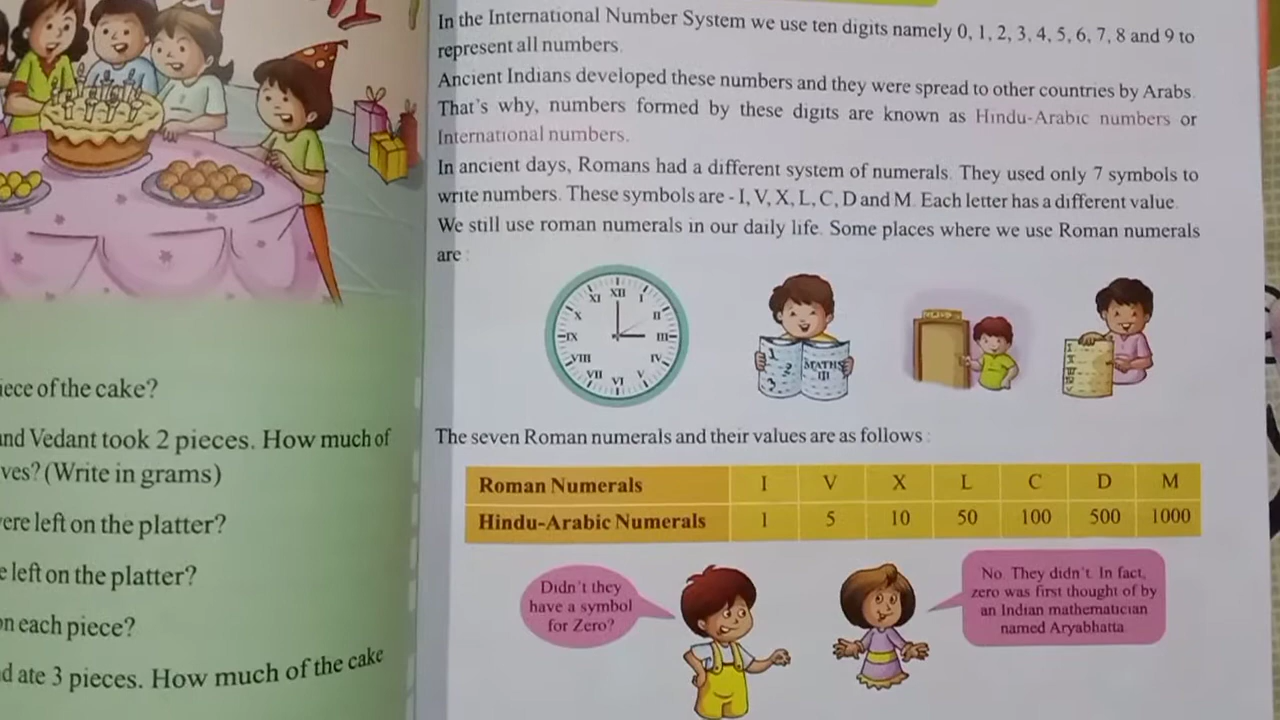 iece of the cake?
and Vedant took 2 pieces. How much of
ves? (Write in grams)
ere left on the platter?
e left on the platter?
on each piece?
d ate 3 pieces. How much of the cake
In the International Number System we use ten digits namely 0, 1, 2, 3, 4, 5, 6, 7, 8 and 9 to
represent all numbers.
Ancient Indians developed these numbers and they were spread to other countries by Arabs.
That's why, numbers formed by these digits are known as Hindu-Arabic numbers or
International numbers.
In ancient days, Romans had a different system of numerals. They used only 7 symbols to
write numbers. These symbols are - I, V, X, L, C, D and M. Each letter has a different value.
We still use roman numerals in our daily life. Some places where we use Roman numerals
are :
XII
I
II
III
IV
V
VI
VII
VIII
IX
X
XI
1
2
3
MATHS
III
The seven Roman numerals and their values are as follows :
Roman Numerals I V X L C D M
Hindu-Arabic Numerals 1 5 10 50 100 500 1000
Didn't they
have a symbol
for Zero?
No. They didn't. In fact,
zero was first thought of by
an Indian mathematician
named Aryabhatta.